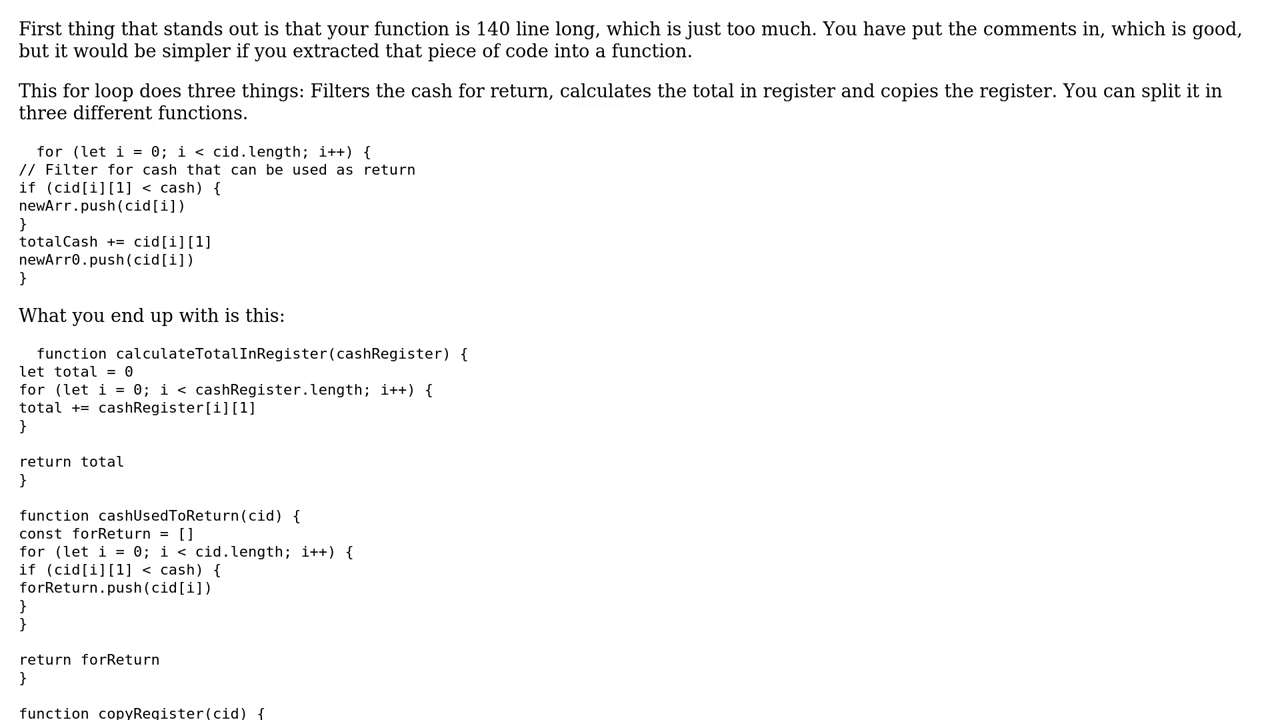 First thing that stands out is that your function is 140 line long, which is just too much. You have put the comments in, which is good,
but it would be simpler if you extracted that piece of code into a function.
This for loop does three things: Filters the cash for return, calculates the total in register and copies the register. You can split it in
three different functions.
for (let i = 0; i < cid.length; i++) {
// Filter for cash that can be used as return
if (cid[i][1] < cash) {
newArr.push(cid[i])
}
totalCash += cid[i][1]
newArr0.push(cid[i])
}
What you end up with is this:
function calculateTotalInRegister(cashRegister) {
let total = 0
for (let i = 0; i < cashRegister.length; i++) {
total += cashRegister[i][1]
}
return total
}
function cashUsedToReturn(cid) {
const forReturn = []
for (let i = 0; i < cid.length; i++) {
if (cid[i][1] < cash) {
forReturn.push(cid[i])
}
}
return forReturn
}
function copyRegister(cid) {